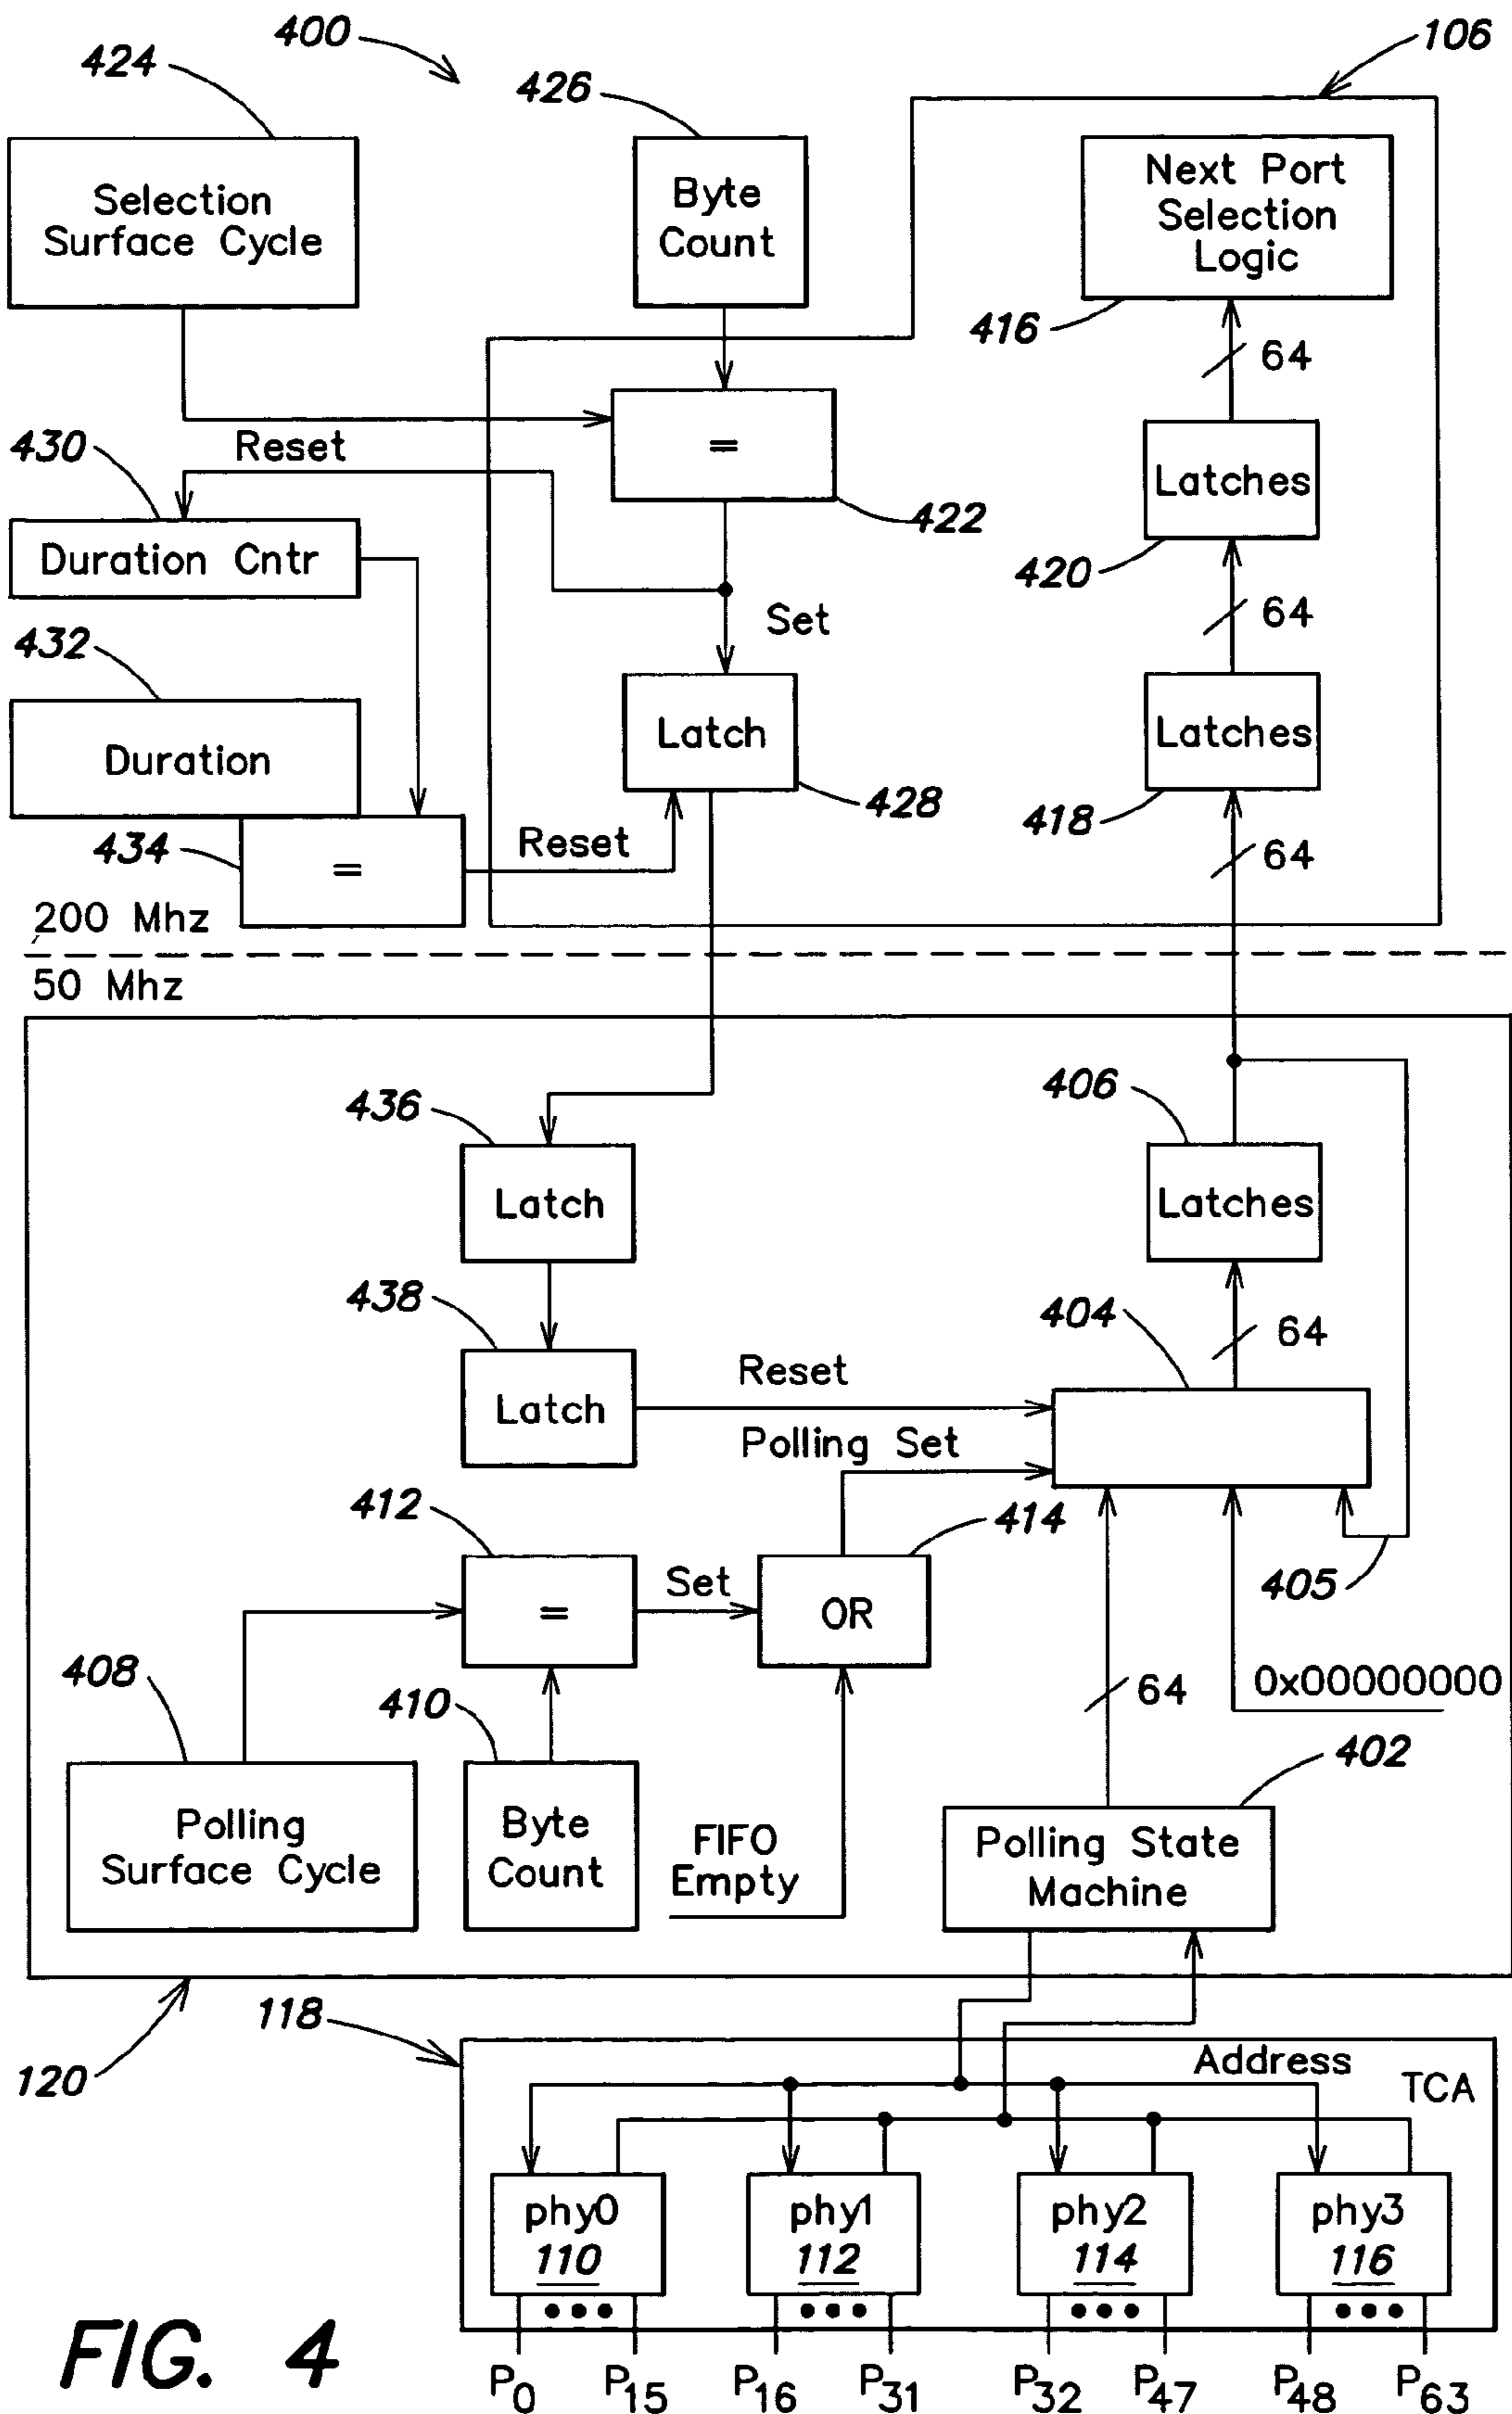 400
106
424
426
Selection
Surface Cycle
Byte
Count
Next Port
Selection
Logic
416
64
430
Reset
=
422
Latches
420
Duration Cntr
Set
64
432
Duration
Latch
428
Latches
418
434
=
Reset
64
200 Mhz
50 Mhz
436
406
Latch
Latches
438
404
64
Latch
Reset
Polling Set
412
414
405
=
Set
OR
408
410
64
0x00000000
402
Polling
Surface Cycle
Byte
Count
FIFO
Empty
Polling State
Machine
118
120
Address
TCA
phy0
110
phy1
112
phy2
114
phy3
116
FIG. 4
P0 P15 P16 P31 P32 P47 P48 P63